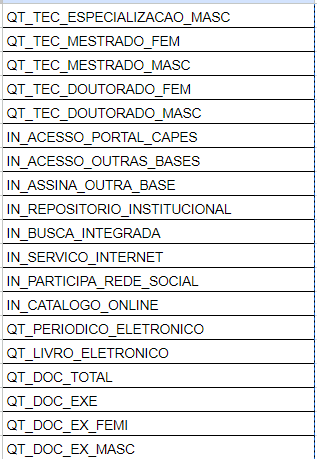 QT_TEC_ESPECIALIZACAO_MASC
QT_TEC_MESTRADO_FEM
QT_TEC_MESTRADO_MASC
QT_TEC_DOUTORADO_FEM
QT_TEC_DOUTORADO_MASC
IN_ACESSO_PORTAL_CAPES
IN_ACESSO_OUTRAS_BASES
IN_ASSINA_OUTRA_BASE
IN_REPOSITORIO_INSTITUCIONAL
IN_BUSCA_INTEGRADA
IN_SERVICO_INTERNET
IN_PARTICIPA_REDE_SOCIAL
IN_CATALOGO_ONLINE
QT_PERIODICO_ELETRONICO
QT_LIVRO_ELETRONICO
QT_DOC_TOTAL
QT_DOC_EXE
QT_DOC_EX_FEMI
QT_DOC_EX_MASC